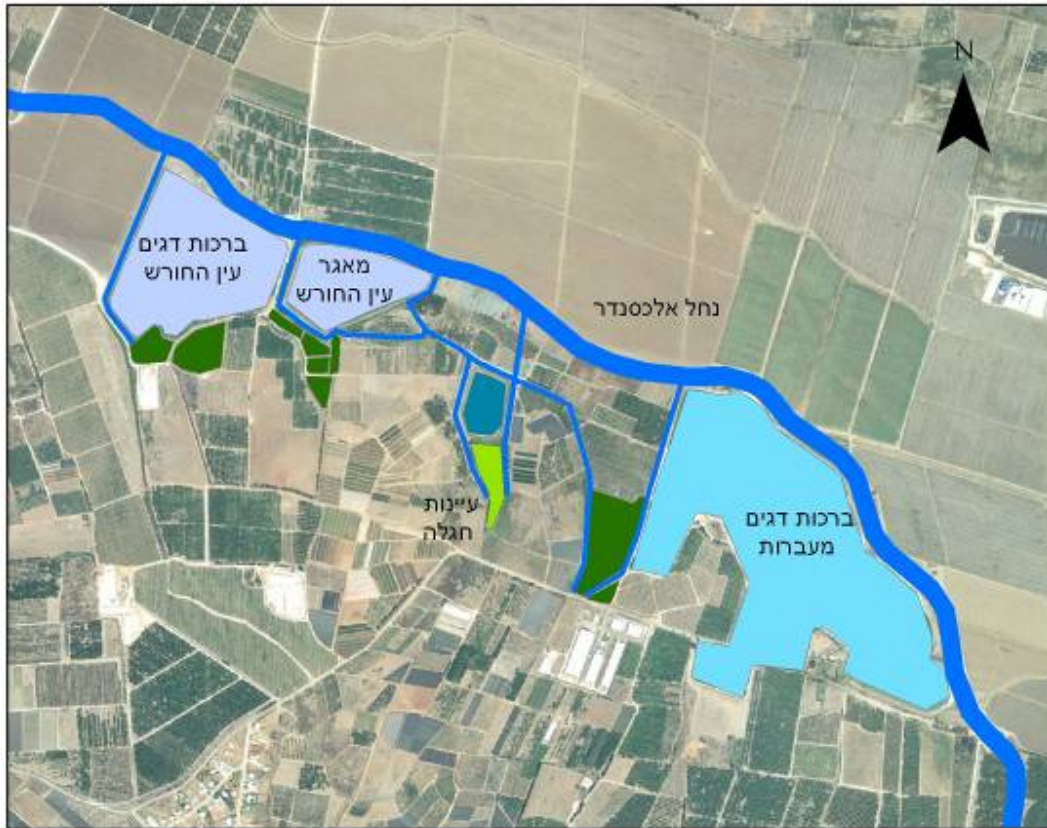 N
ברכות דגים
עין החורש
מאגר
עין החורש
נחל אלכסנדר
עיינות
חגלה
ברכות דגים
מעברות